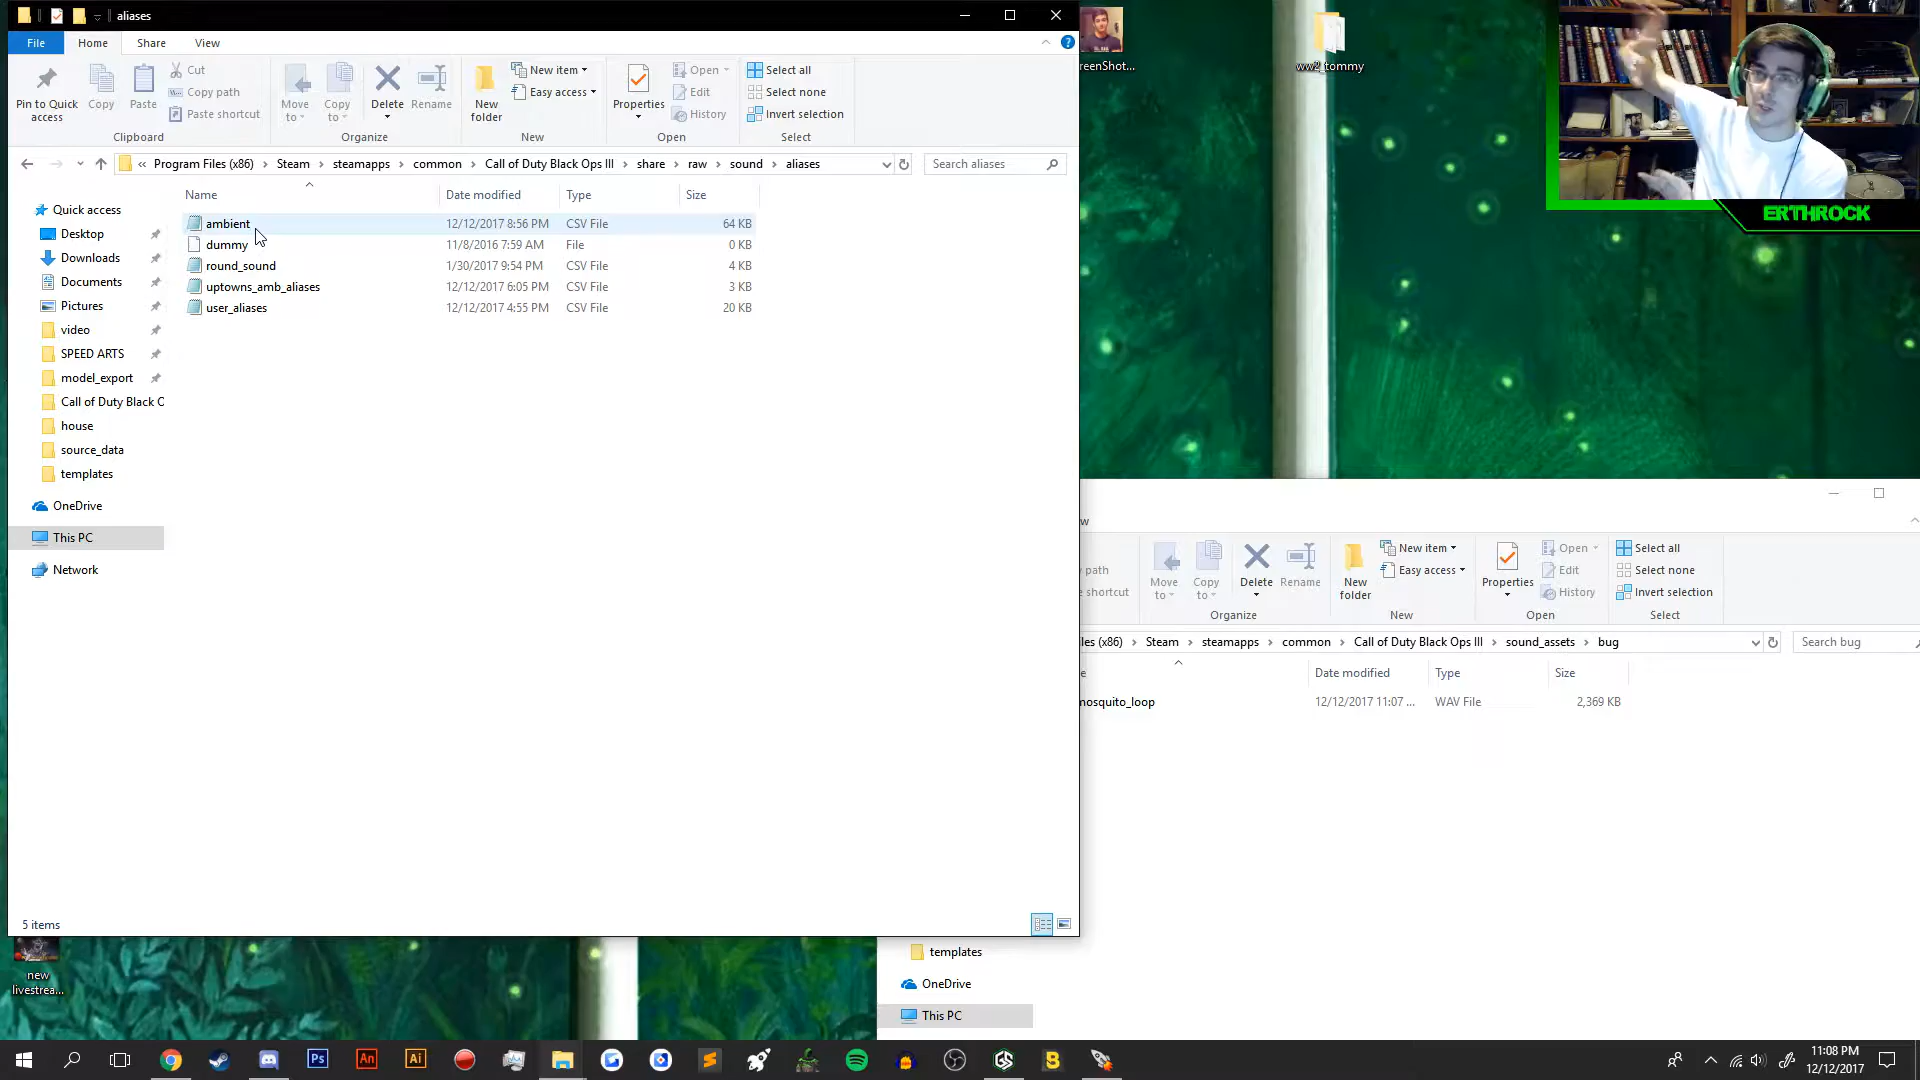 aliases
File Home Share View
Pin to Quick access
Copy
Paste
Cut
Copy path
Paste shortcut
Clipboard
Move to
Copy to
Delete
Rename
Organize
New folder
New item
Easy access
New
Properties
Open
Edit
History
Open
Select all
Select none
Invert selection
Select
« Program Files (x86) > Steam > steamapps > common > Call of Duty Black Ops III > share > raw > sound > aliases
Search aliases
Name Date modified Type Size
ambient 12/12/2017 8:56 PM CSV File 64 KB
dummy 11/8/2016 7:59 AM File 0 KB
round_sound 1/30/2017 9:54 PM CSV File 4 KB
uptowns_amb_aliases 12/12/2017 6:05 PM CSV File 3 KB
user_aliases 12/12/2017 4:55 PM CSV File 20 KB
Quick access
Desktop
Downloads
Documents
Pictures
video
SPEED ARTS
model_export
Call of Duty Black O
house
source_data
templates
OneDrive
This PC
Network
5 items
reenShot...
ww2_tommy
ERTHROCK
w
py path
e shortcut
Move to
Copy to
Delete
Rename
Organize
New folder
New item
Easy access
New
Properties
Open
Edit
History
Open
Select all
Select none
Invert selection
Select
iles (x86) > Steam > steamapps > common > Call of Duty Black Ops III > sound_assets > bug
Search bug
e Date modified Type Size
mosquito_loop 12/12/2017 11:07 ... WAV File 2,369 KB
templates
OneDrive
This PC
new
livestrea...
Ps
An
Ai
GS
B
11:08 PM
12/12/2017